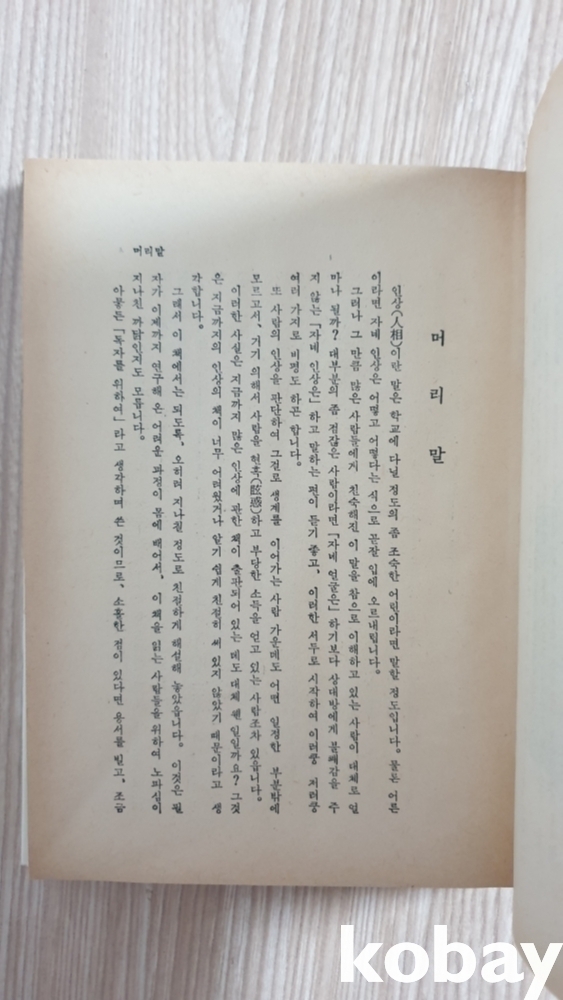 머 리 말
인상(人相)이란 말은 학교에 다닐 정도의 좀 조숙한 어린이라면 말할 정도입니다. 물론 어른
이라면 자네 인상은 어떻고 어떻다는 식으로 곧잘 입에 오르내립니다.
그러나 그 만큼 많은 사람들에게 친숙해진 이 말을 참으로 이해하고 있는 사람이 대체로 얼
마나 될까? 대부분의 좀 점잖은 사람이라면 「자네 얼굴은」 하기보다 상대방에게 불쾌감을 주
지 않는 「자네 인상은」 하고 말하는 편이 듣기 좋고, 이러한 서두로 시작하여 이러쿵 저러쿵
여러 가지로 비평도 하곤 합니다.
또 사람의 인상을 판단하여 그걸로 생계를 이어가는 사람 가운데도 어떤 일정한 부분밖에
모르고서, 거기 의해서 사람을 현혹(眩惑)하고 부당한 소득을 얻고 있는 사람조차 있읍니다.
이러한 사실은 지금까지 많은 인상에 관한 책이 출판되어 있는 데도 대체 웬 일일까요? 그것
은 지금까지의 인상의 책이 너무 어려웠거나 알기 쉽게 친절히 씌 있지 않았기 때문이라고 생
각합니다.
그래서 이 책에서는 되도록, 오히려 지나칠 정도로 친절하게 해설해 놓았읍니다. 이것은 필
자가 이제까지 연구해 온 어려운 과정이 몸에 배어서, 이 책을 읽는 사람들을 위하여 노파심이
지나친 까닭인지도 모릅니다.
아뭏든 「독자를 위하여」라고 생각하며 쓴 것이므로, 소홀한 점이 있다면 용서를 빌고, 조금
머리말
kobay